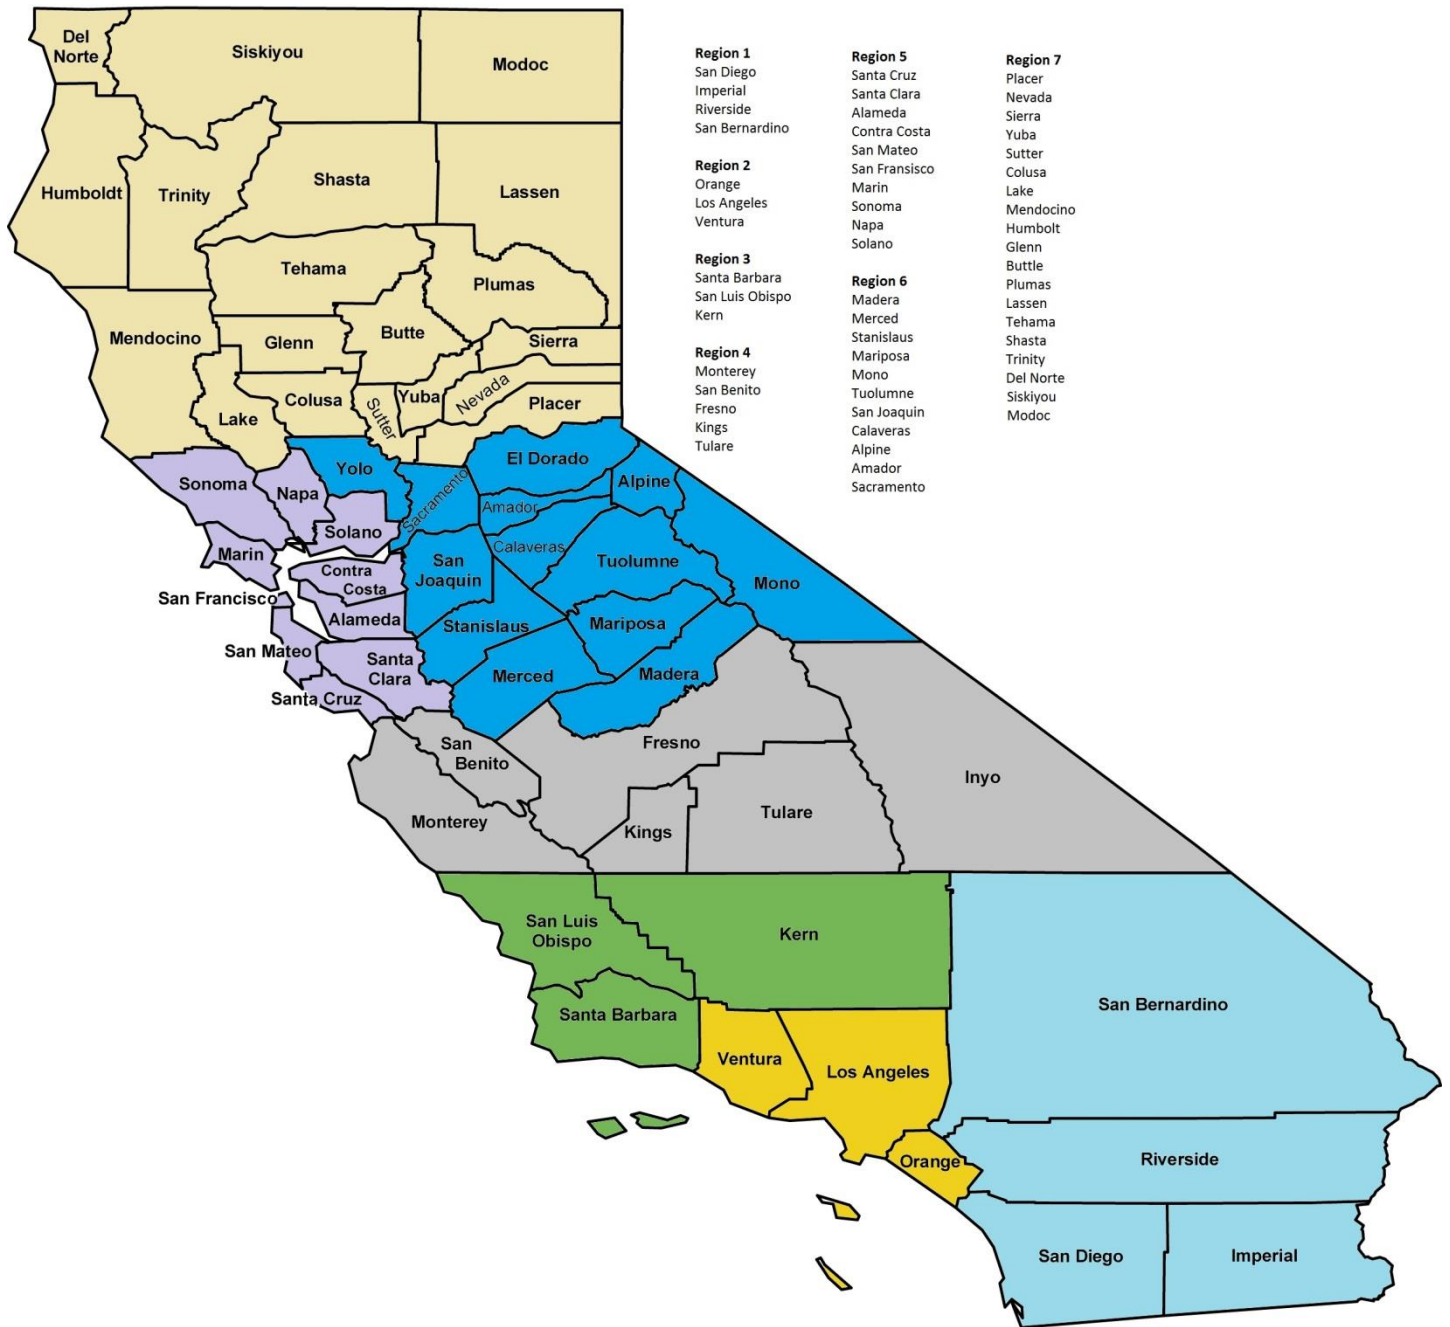 Del
Norte
Siskiyou
Modoc
Humboldt
Trinity
Shasta
Lassen
Tehama
Plumas
Mendocino
Glenn
Butte
Sierra
Lake
Colusa
Sutter
Yuba
Nevada
Placer
Sonoma
Napa
Yolo
Sacramento
El Dorado
Alpine
Amador
Solano
Marin
Calaveras
San
Joaquin
Tuolumne
Mono
Contra
Costa
San Francisco
Alameda
Stanislaus
Mariposa
San Mateo
Santa
Clara
Merced
Madera
Santa Cruz
San
Benito
Fresno
Inyo
Monterey
Kings
Tulare
San Luis
Obispo
Kern
Santa Barbara
San Bernardino
Ventura
Los Angeles
Orange
Riverside
San Diego
Imperial
Region 1
San Diego
Imperial
Riverside
San Bernardino
Region 2
Orange
Los Angeles
Ventura
Region 3
Santa Barbara
San Luis Obispo
Kern
Region 4
Monterey
San Benito
Fresno
Kings
Tulare
Region 5
Santa Cruz
Santa Clara
Alameda
Contra Costa
San Mateo
San Fransisco
Marin
Sonoma
Napa
Solano
Region 6
Madera
Merced
Stanislaus
Mariposa
Mono
Tuolumne
San Joaquin
Calaveras
Alpine
Amador
Sacramento
Region 7
Placer
Nevada
Sierra
Yuba
Sutter
Colusa
Lake
Mendocino
Humbolt
Glenn
Buttle
Plumas
Lassen
Tehama
Shasta
Trinity
Del Norte
Siskiyou
Modoc